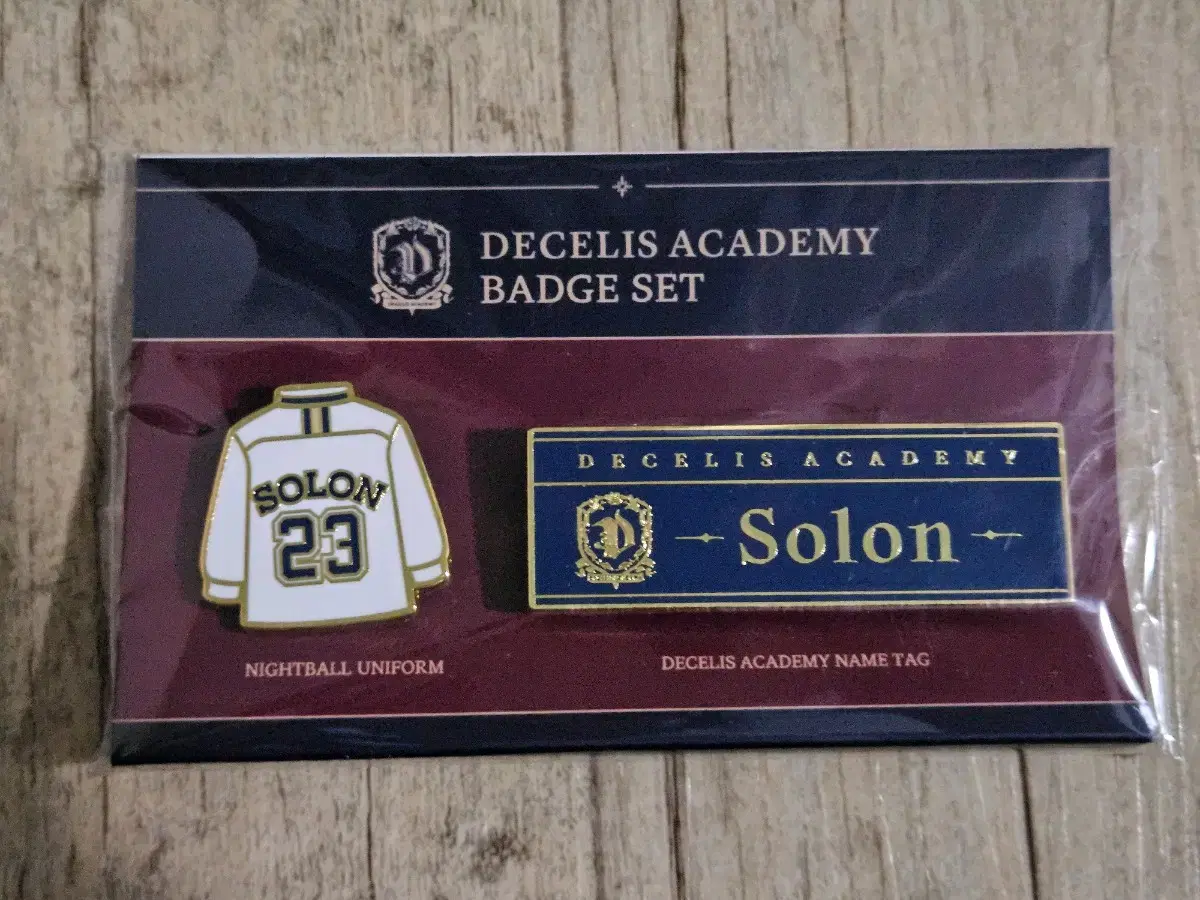 DECELIS ACADEMY
BADGE SET
SOLON
23
DECELIS ACADEMY
Solon
NIGHTBALL UNIFORM
DECELIS ACADEMY NAME TAG